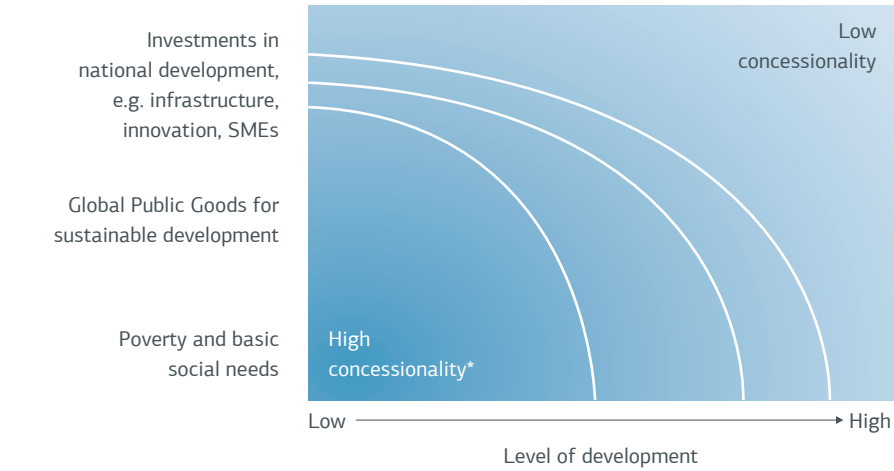 Investments in
national development,
e.g. infrastructure,
innovation, SMEs
Global Public Goods for
sustainable development
Poverty and basic
social needs
Low
concessionality
High
concessionality*
Low
High
Level of development